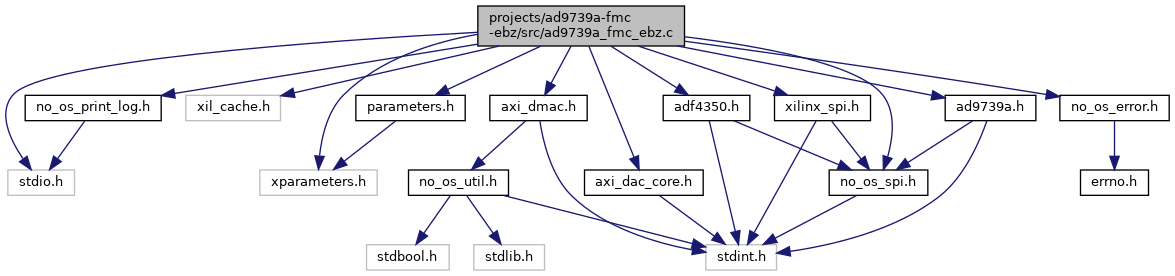 projects/ad9739a-fmc
-ebz/src/ad9739a_fmc_ebz.c
no_os_print_log.h
xil_cache.h
parameters.h
axi_dmac.h
adf4350.h
xilinx_spi.h
ad9739a.h
no_os_error.h
stdio.h
xparameters.h
no_os_util.h
axi_dac_core.h
no_os_spi.h
errno.h
stdbool.h
stdlib.h
stdint.h